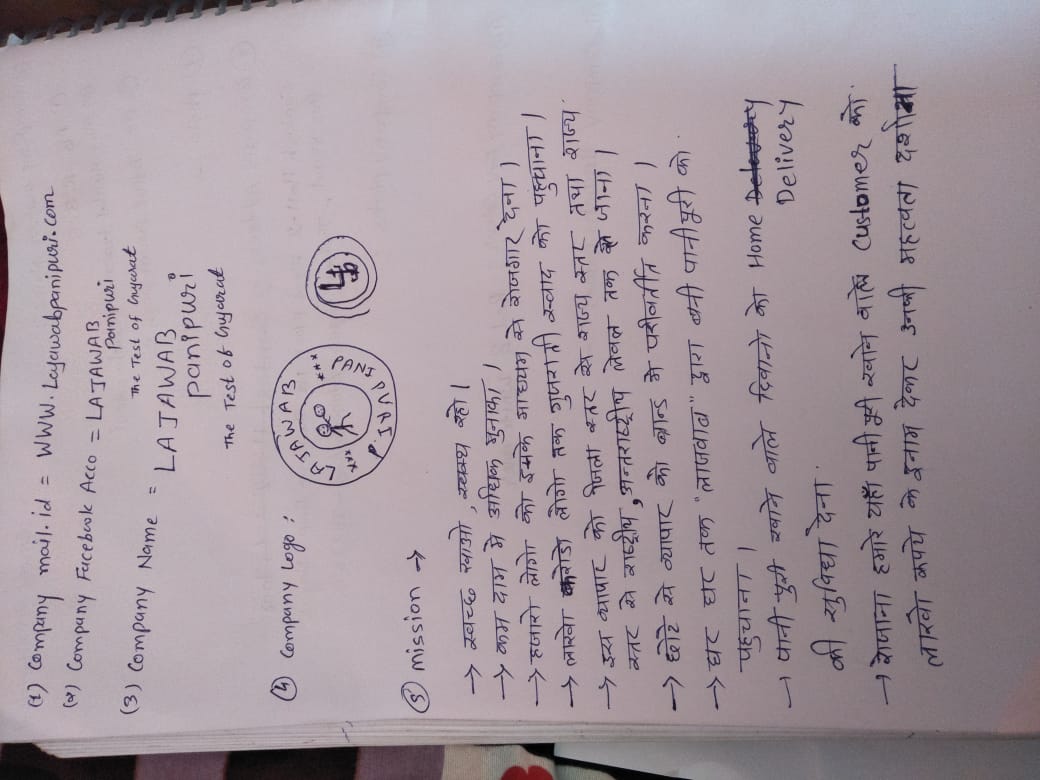 (1) Company mail.id = WWW.Lajawabpanipuri.com
(2) Company Facebook Acco = LAJAWAB
Panipuri
The Test of Gujarat
(3) Company Name = LAJAWAB
panipuri
The Test of Gujarat
(4) Company Logo :
LAJAWAB PANI PURI
(5) mission →
→ स्वच्छ खाओ, स्वस्थ रहो।
→ कम दाम मे अधिक मुनाफा।
→ हजारो लोगो को इसके माध्यम से रोजगार देना।
→ लाखो करोडो लोगो तक गुजराती स्वाद को पहुचाना।
→ इस व्यापार को जिला स्तर से राज्य स्तर तथा राज्य.
स्तर से राष्ट्रीय, अन्तराष्ट्रीय लेवल तक ले जाना।
→ छोटे से व्यापार को ब्रान्ड मे परीवर्तीत करना।
→ घर घर तक "लाजवाब" द्वारा बनी पानीपूरी को.
पहुचाना।
→ पानी पुरी खाने वाले दिवानो को Home Delivery
की सुविधा देना.
→ रोजाना हमारे यहाँ पानी पुरी खाने वाले Customer को.
लाखो रूपये के इनाम देकर उनकी महत्वता दर्शाना